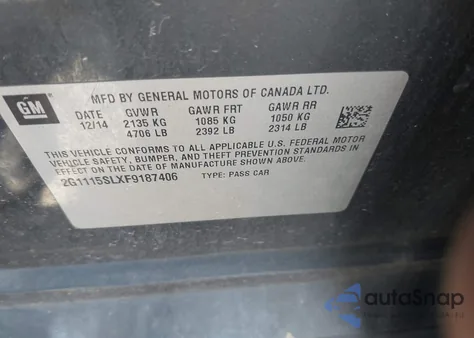 GM
MFD BY GENERAL MOTORS OF CANADA LTD.
DATE GVWR GAWR FRT GAWR RR
12/14 2135 KG 1085 KG 1050 KG
4706 LB 2392 LB 2314 LB
THIS VEHICLE CONFORMS TO ALL APPLICABLE U.S. FEDERAL MOTOR
VEHICLE SAFETY, BUMPER, AND THEFT PREVENTION STANDARDS IN
EFFECT ON THE DATE OF MANUFACTURE SHOWN ABOVE.
2G1115SLXF9187406 TYPE: PASS CAR
autoSnap